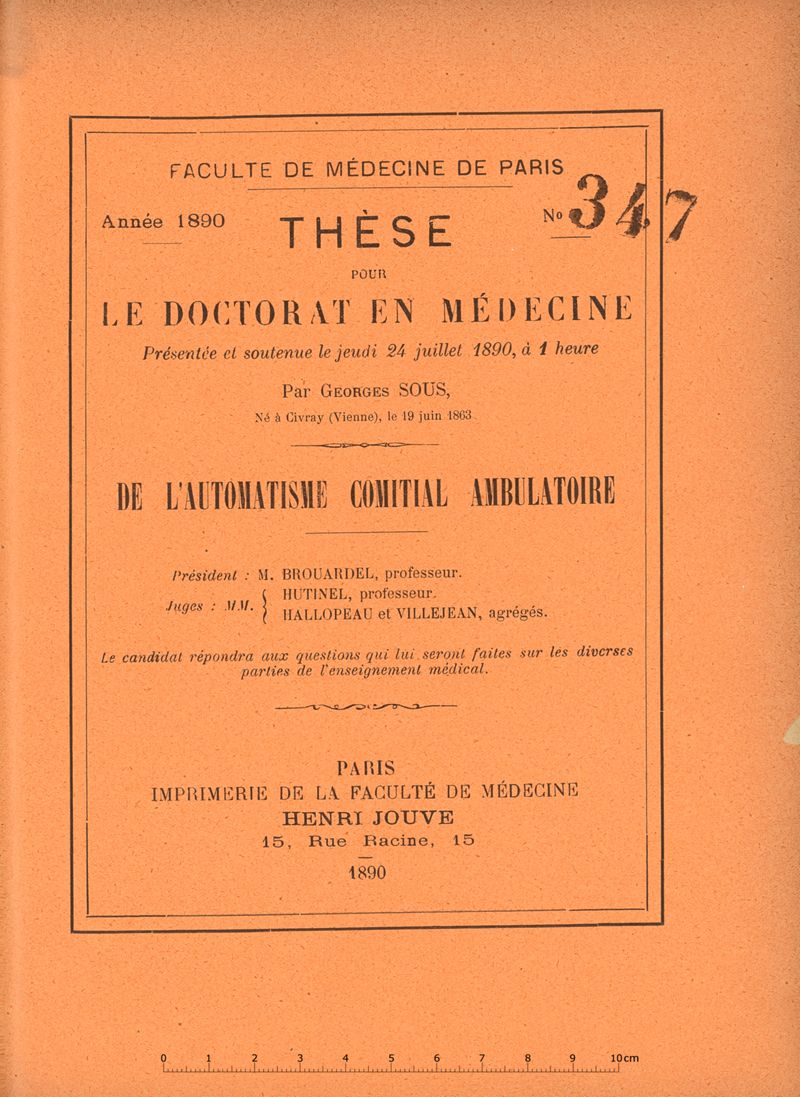 FACULTE DE MÉDECINE DE PARIS
Année 1890 THÈSE No 347
POUR
LE DOCTORAT EN MÉDECINE
Présentée et soutenue le jeudi 24 juillet 1890, à 1 heure
Par GEORGES SOUS,
Né à Civray (Vienne), le 19 juin 1863.
DE L'AUTOMATISME COMITIAL AMBULATOIRE
Président : M. BROUARDEL, professeur.
Juges : MM. { HUTINEL, professeur.
HALLOPEAU et VILLEJEAN, agrégés.
Le candidat répondra aux questions qui lui seront faites sur les diverses
parties de l'enseignement médical.
PARIS
IMPRIMERIE DE LA FACULTÉ DE MÉDECINE
HENRI JOUVE
15, Rue Racine, 15
1890
0 1 2 3 4 5 6 7 8 9 10cm